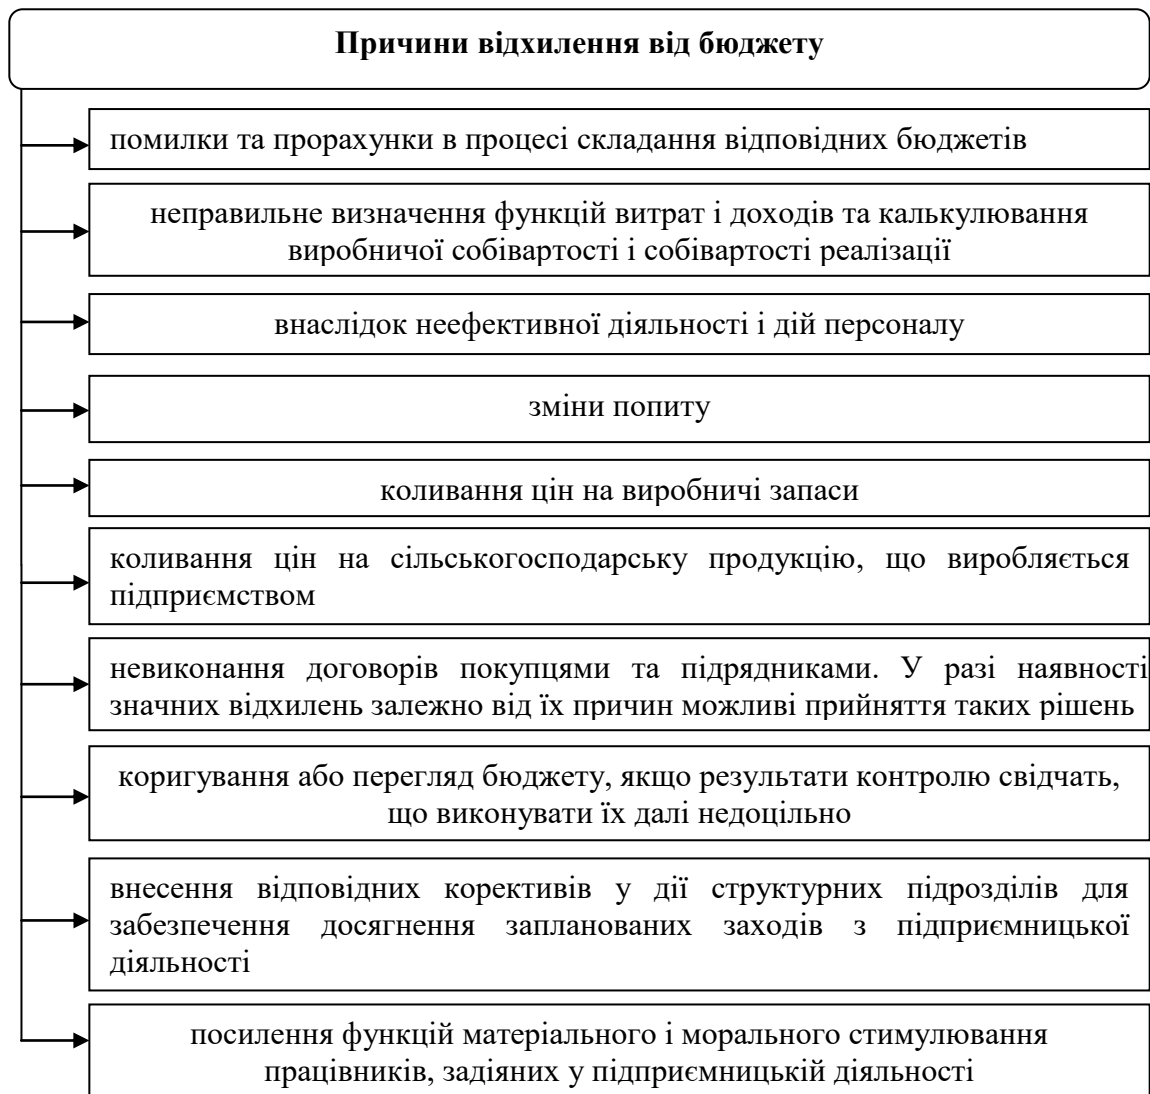 Причини відхилення від бюджету
помилки та прорахунки в процесі складання відповідних бюджетів
неправильне визначення функцій витрат і доходів та калькулювання
виробничої собівартості і собівартості реалізації
внаслідок неефективної діяльності і дій персоналу
зміни попиту
коливання цін на виробничі запаси
коливання цін на сільськогосподарську продукцію, що виробляється
підприємством
невиконання договорів покупцями та підрядниками. У разі наявності
значних відхилень залежно від їх причин можливі прийняття таких рішень
коригування або перегляд бюджету, якщо результати контролю свідчать,
що виконувати їх далі недоцільно
внесення відповідних корективів у дії структурних підрозділів для
забезпечення досягнення запланованих заходів з підприємницької
діяльності
посилення функцій матеріального і морального стимулювання
працівників, задіяних у підприємницькій діяльності